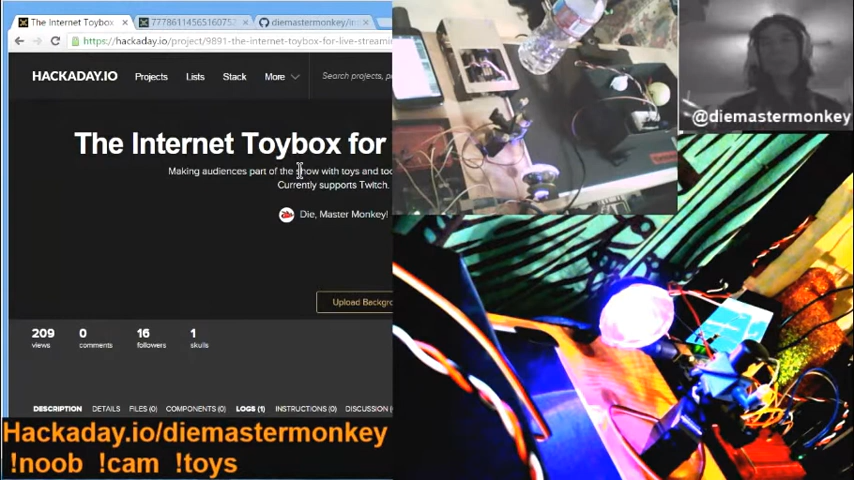 The Internet Toybox
diemastermonkey/in
https://hackaday.io/project/9891-the-internet-toybox-for-live-streami
HACKADAY.IO Projects Lists Stack More Search projects, p
The Internet Toybox for
Making audiences part of the show with toys and too
Currently supports Twitch.
Die, Master Monkey!
Upload Backgro
209 0 16 1
views comments followers skulls
DESCRIPTION DETAILS FILES (0) COMPONENTS (0) LOGS (1) INSTRUCTIONS (0) DISCUSSION (
Hackaday.io/diemastermonkey
!noob !cam !toys
@diemastermonkey